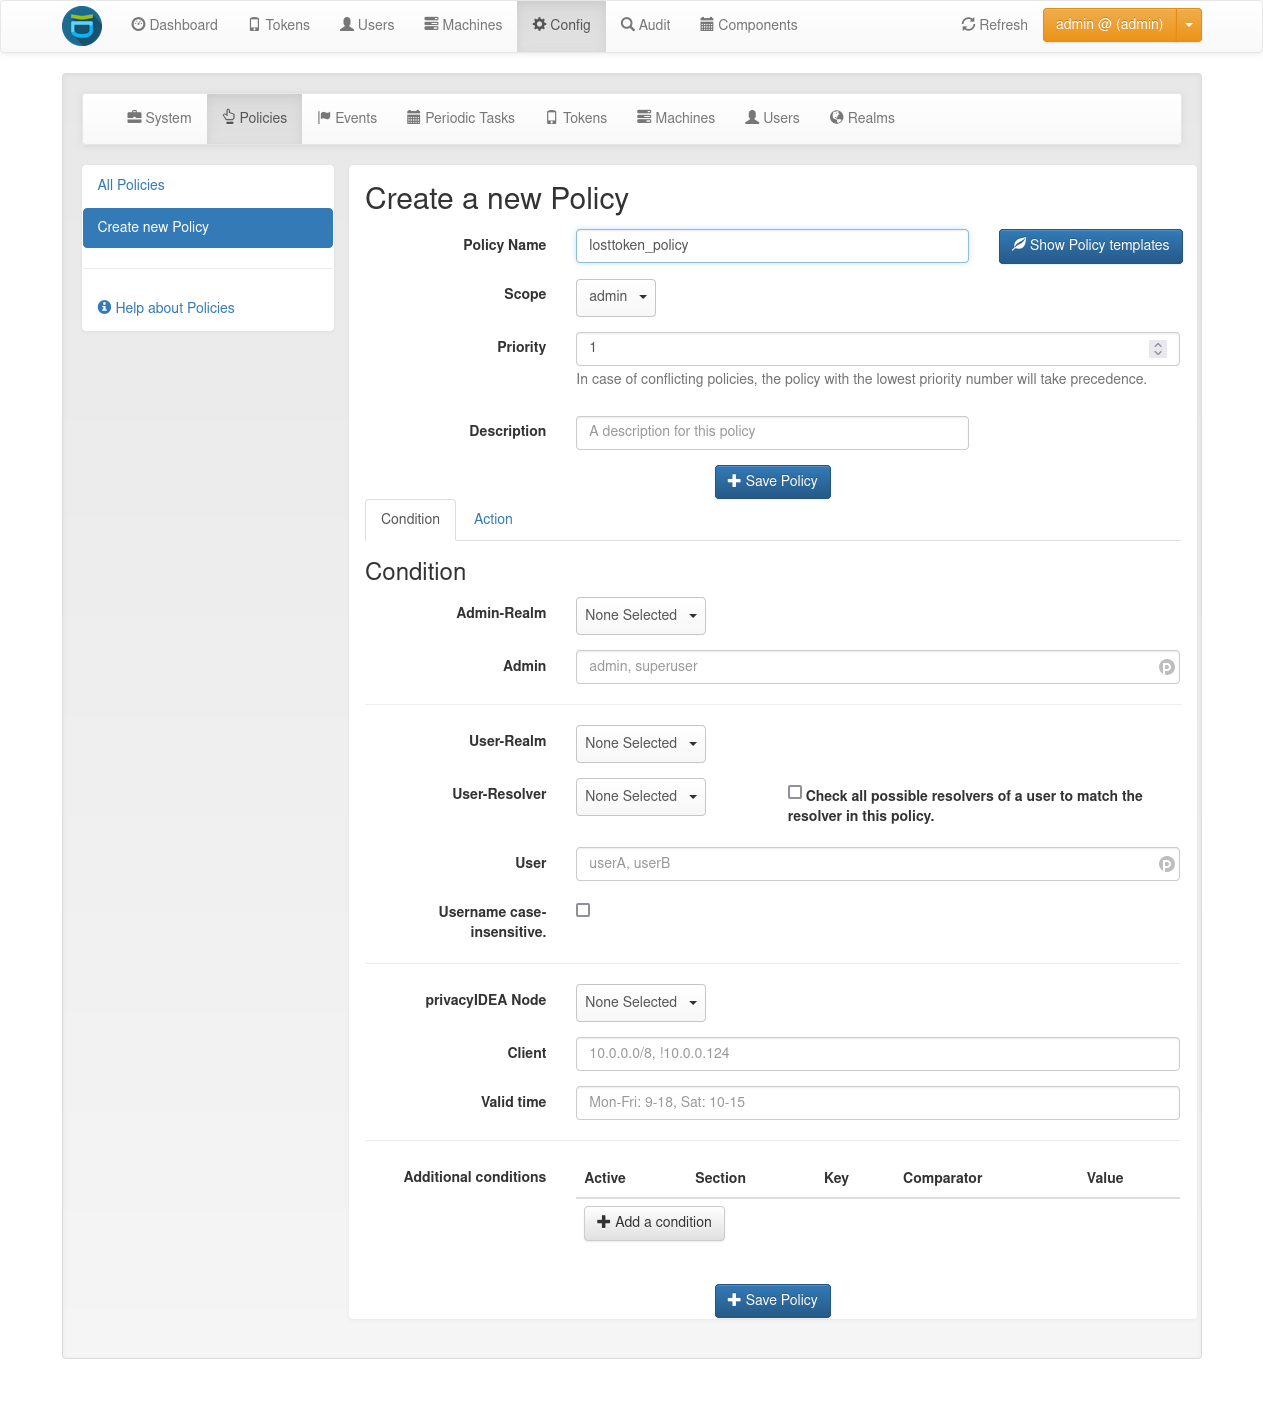 Dashboard Tokens Users Machines Config Audit Components Refresh admin @ (admin)
System Policies Events Periodic Tasks Tokens Machines Users Realms
All Policies
Create new Policy
Help about Policies
Create a new Policy
Policy Name losttoken_policy Show Policy templates
Scope admin
Priority 1
In case of conflicting policies, the policy with the lowest priority number will take precedence.
Description A description for this policy
Save Policy
Condition Action
Condition
Admin-Realm None Selected
Admin admin, superuser
User-Realm None Selected
User-Resolver None Selected Check all possible resolvers of a user to match the
resolver in this policy.
User userA, userB
Username case-
insensitive.
privacyIDEA Node None Selected
Client 10.0.0.0/8, !10.0.0.124
Valid time Mon-Fri: 9-18, Sat: 10-15
Additional conditions Active Section Key Comparator Value
Add a condition
Save Policy